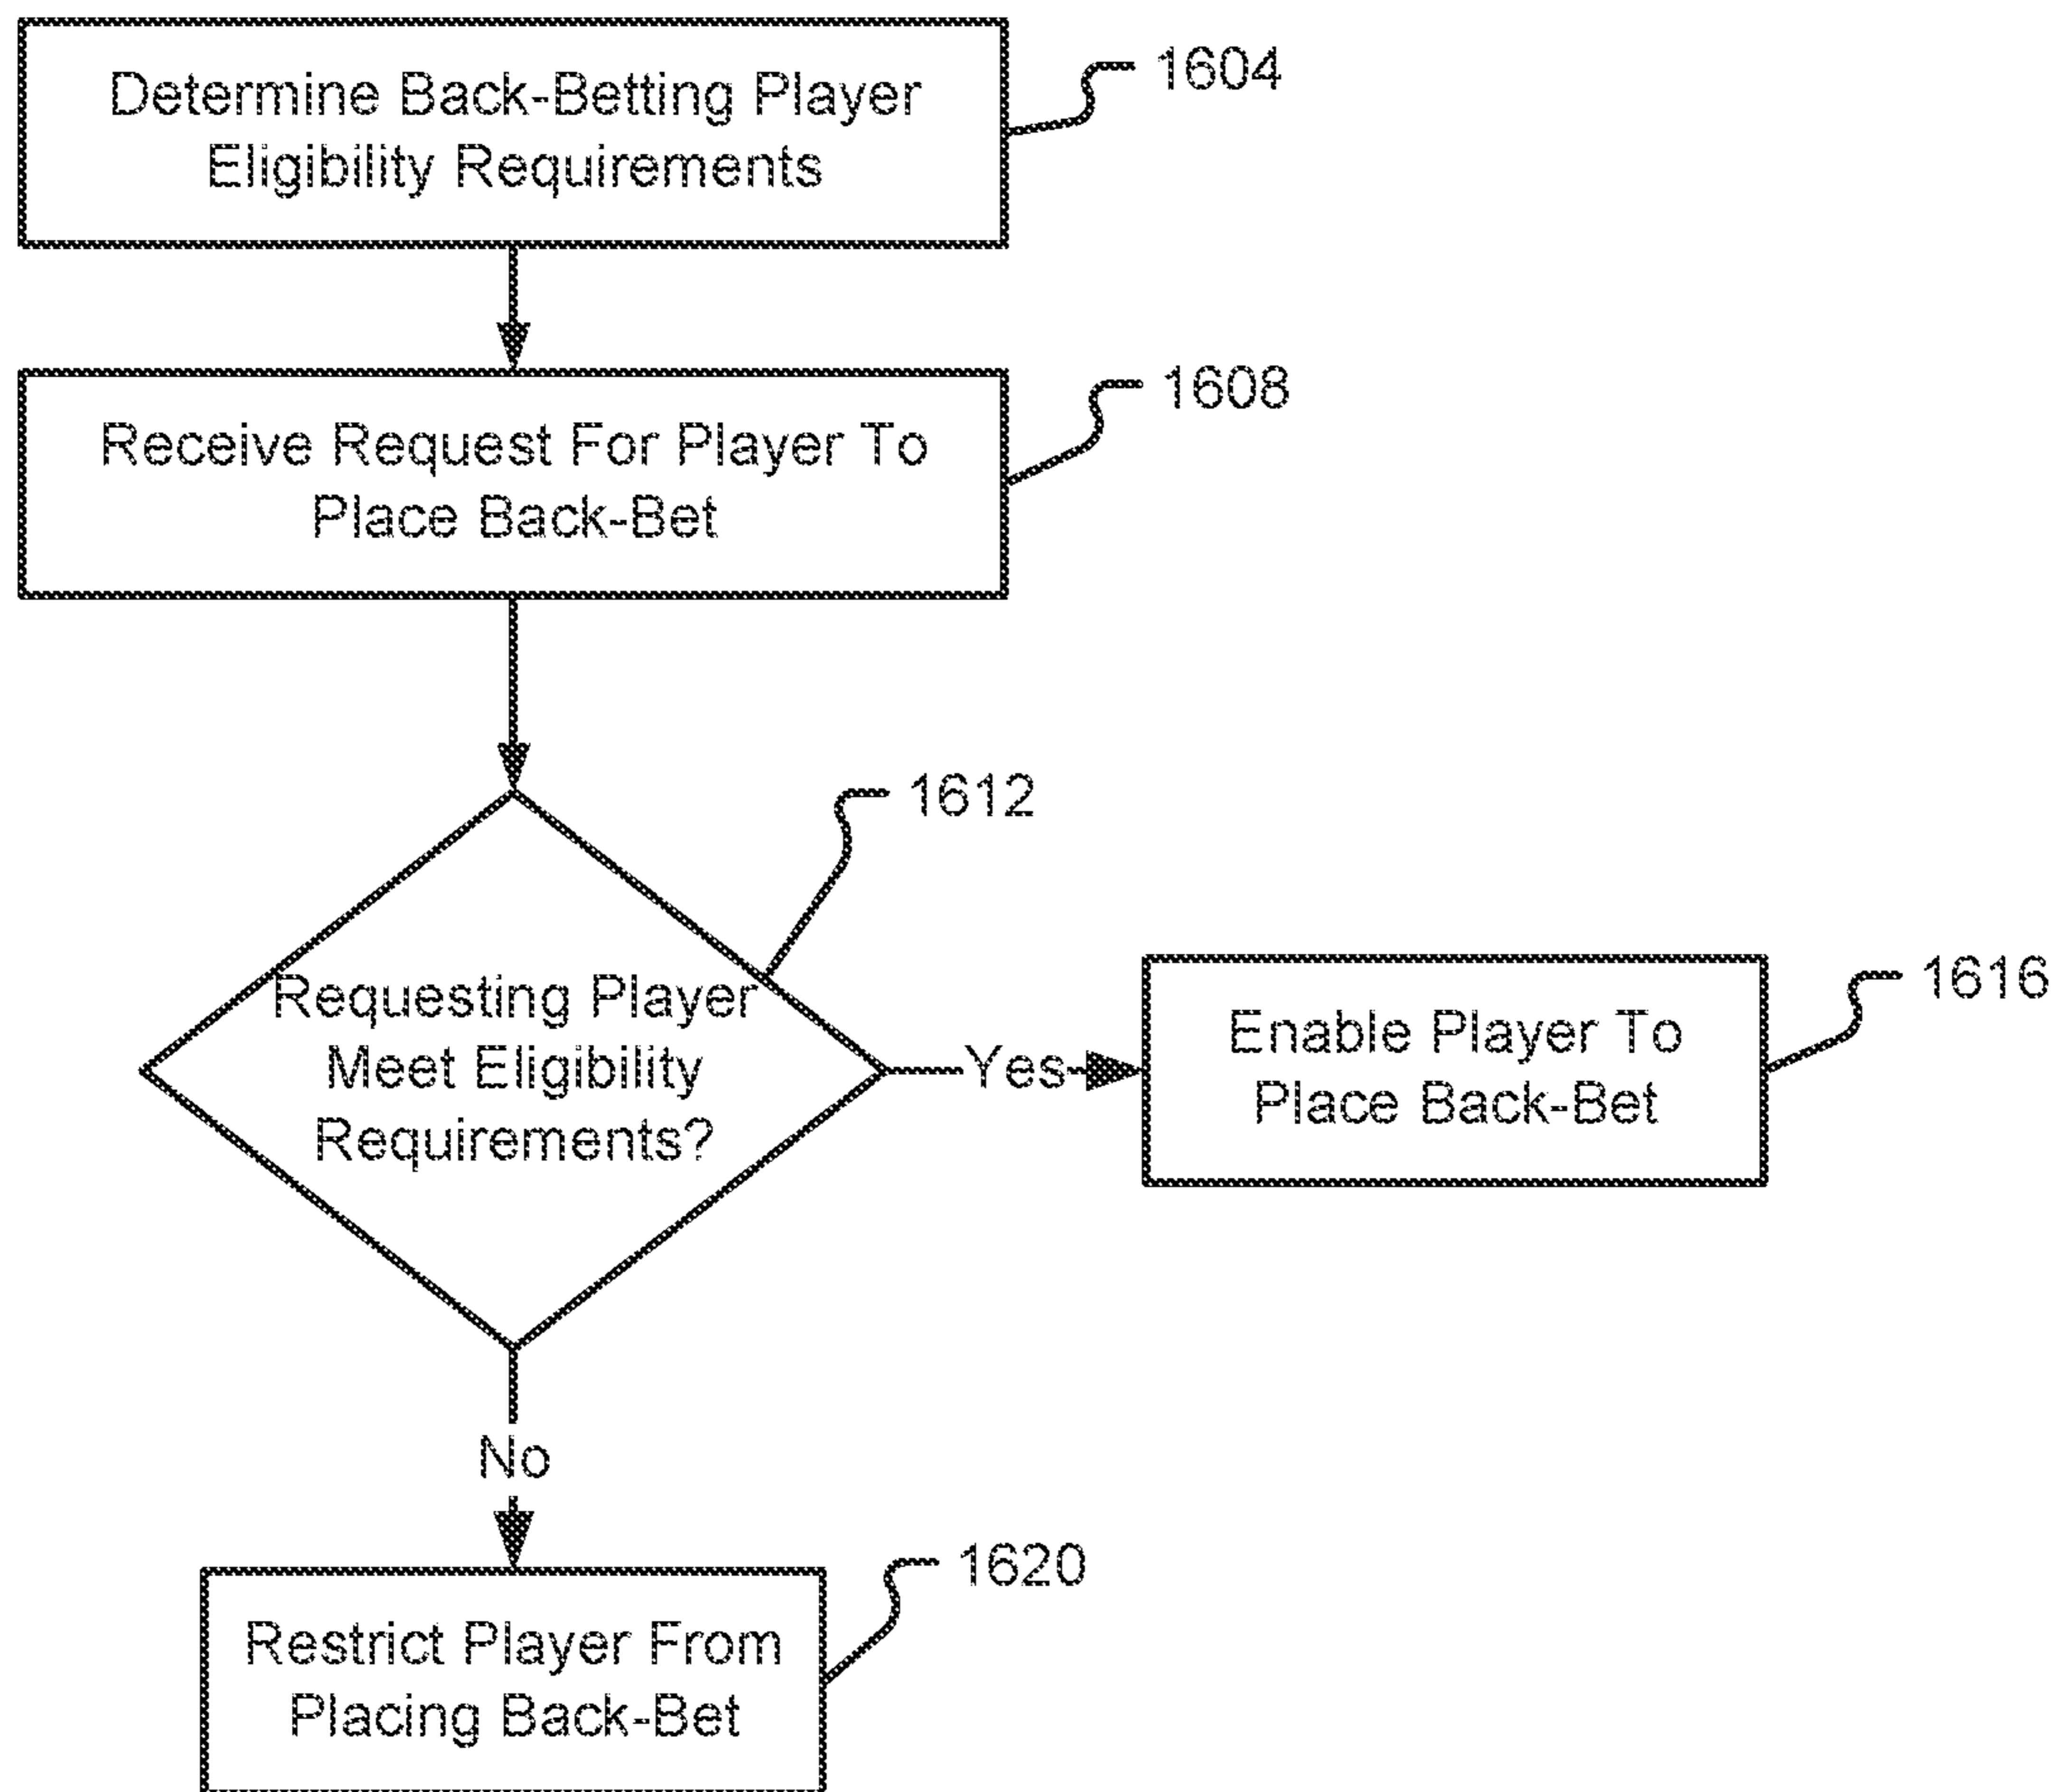 Determine Back-Betting Player
Eligibility Requirements
1604
Receive Request For Player To
Place Back-Bet
1608
1612
Requesting Player
Meet Eligibility
Requirements?
Yes
Enable Player To
Place Back-Bet
1616
No
Restrict Player From
Placing Back-Bet
1620